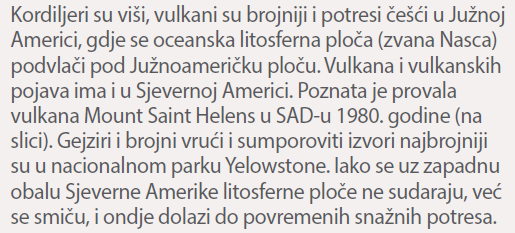 Kordiljeri su viši, vulkani su brojniji i potresi češći u Južnoj
Americi, gdje se oceanska litosferna ploča (zvana Nasca)
podvlači pod Južnoameričku ploču. Vulkana i vulkanskih
pojava ima i u Sjevernoj Americi. Poznata je provala
vulkana Mount Saint Helens u SAD-u 1980. godine (na
slici). Gejziri i brojni vrući i sumporoviti izvori najbrojniji
su u nacionalnom parku Yelowstone. Iako se uz zapadnu
obalu Sjeverne Amerike litosferne ploče ne sudaraju, već
se smiču, i ondje dolazi do povremenih snažnih potresa.